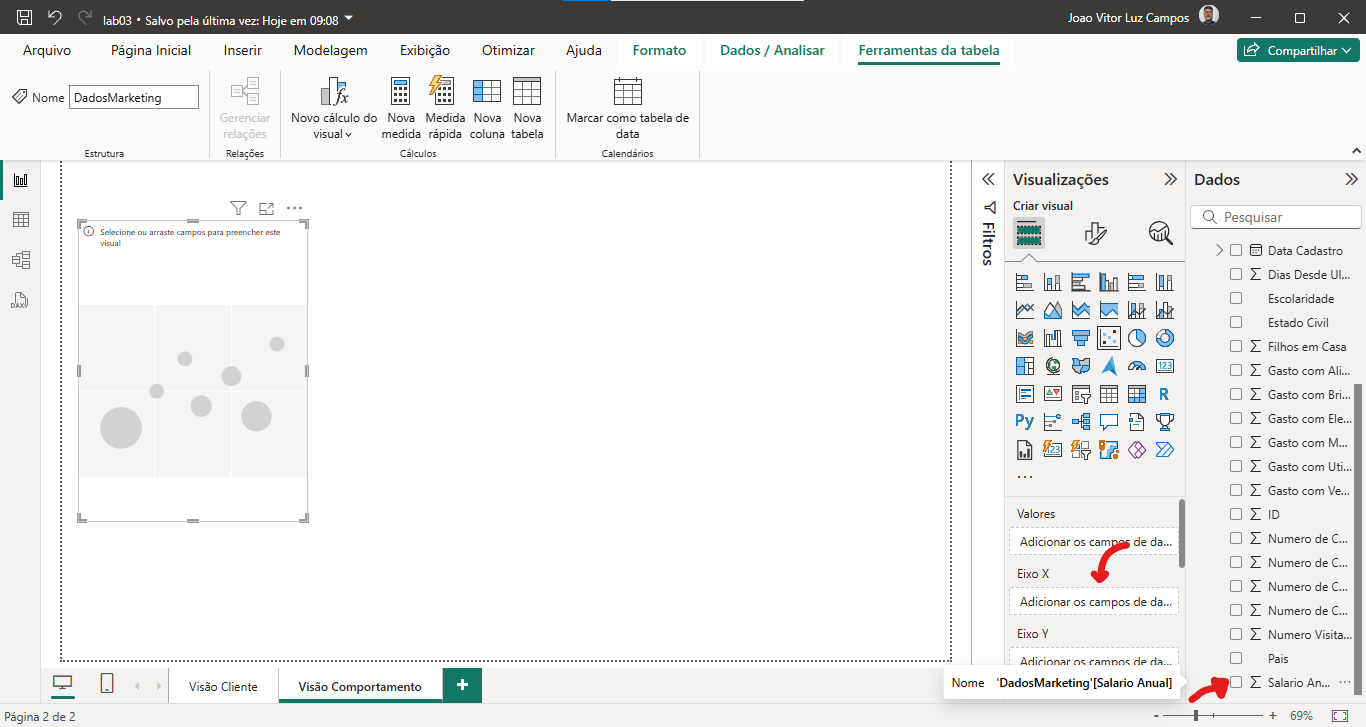 lab03 • Salvo pela última vez: Hoje em 09:08
Joao Vitor Luz Campos
Arquivo
Página Inicial
Inserir
Modelagem
Exibição
Otimizar
Ajuda
Formato
Dados / Analisar
Ferramentas da tabela
Compartilhar
Nome
DadosMarketing
Gerenciar
relações
Novo cálculo do
visual
Nova
medida
Medida
rápida
Nova
coluna
Nova
tabela
Marcar como tabela de
data
Estrutura
Relações
Cálculos
Calendários
DAX
Selecione ou arraste campos para preencher este
visual
Filtros
Visualizações
Criar visual
123
R
Py
123
...
Valores
Adicionar os campos de da...
Eixo X
Adicionar os campos de da...
Eixo Y
Adicionar os campos de da...
Dados
Pesquisar
Data Cadastro
Dias Desde Ul...
Escolaridade
Estado Civil
Filhos em Casa
Gasto com Ali...
Gasto com Bri...
Gasto com Ele...
Gasto com M...
Gasto com Uti...
Gasto com Ve...
ID
Numero de C...
Numero de C...
Numero de C...
Numero de C...
Numero Visita...
Pais
Salario An...
Nome 'DadosMarketing'[Salario Anual]
Visão Cliente
Visão Comportamento
+
Página 2 de 2
- + 69%